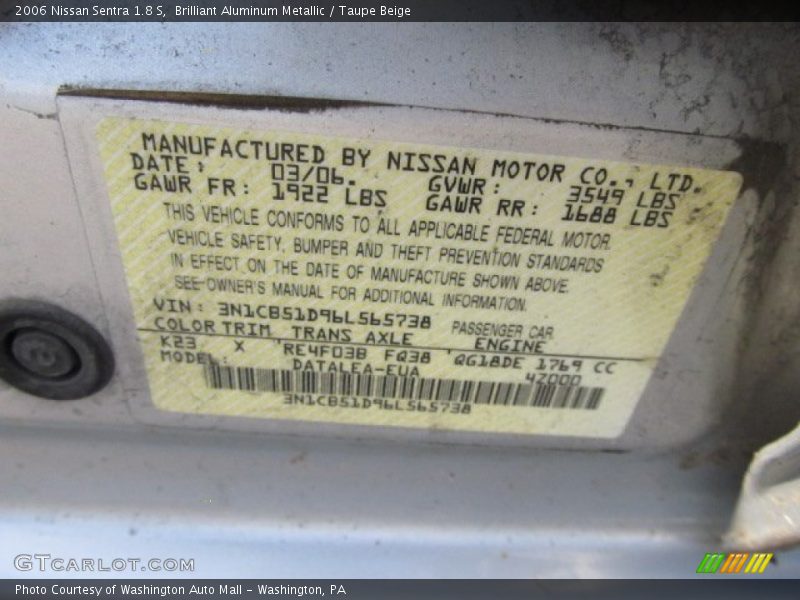 2006 Nissan Sentra 1.8 S, Brilliant Aluminum Metallic / Taupe Beige
MANUFACTURED BY NISSAN MOTOR CO., LTD.
DATE: 03/06. GVWR: 3549 LBS
GAWR FR: 1922 LBS GAWR RR: 1688 LBS
THIS VEHICLE CONFORMS TO ALL APPLICABLE FEDERAL MOTOR
VEHICLE SAFETY, BUMPER AND THEFT PREVENTION STANDARDS
IN EFFECT ON THE DATE OF MANUFACTURE SHOWN ABOVE.
SEE OWNER'S MANUAL FOR ADDITIONAL INFORMATION.
VIN: 3N1CB51D96L565738 PASSENGER CAR
COLOR TRIM TRANS AXLE ENGINE
K23 X RE4F03B FQ38 QG18DE 1769 CC
MODEL: DATALEA-EUA 4Z000
3N1CB51D96L565738
GTCARLOT.COM
Photo Courtesy of Washington Auto Mall - Washington, PA